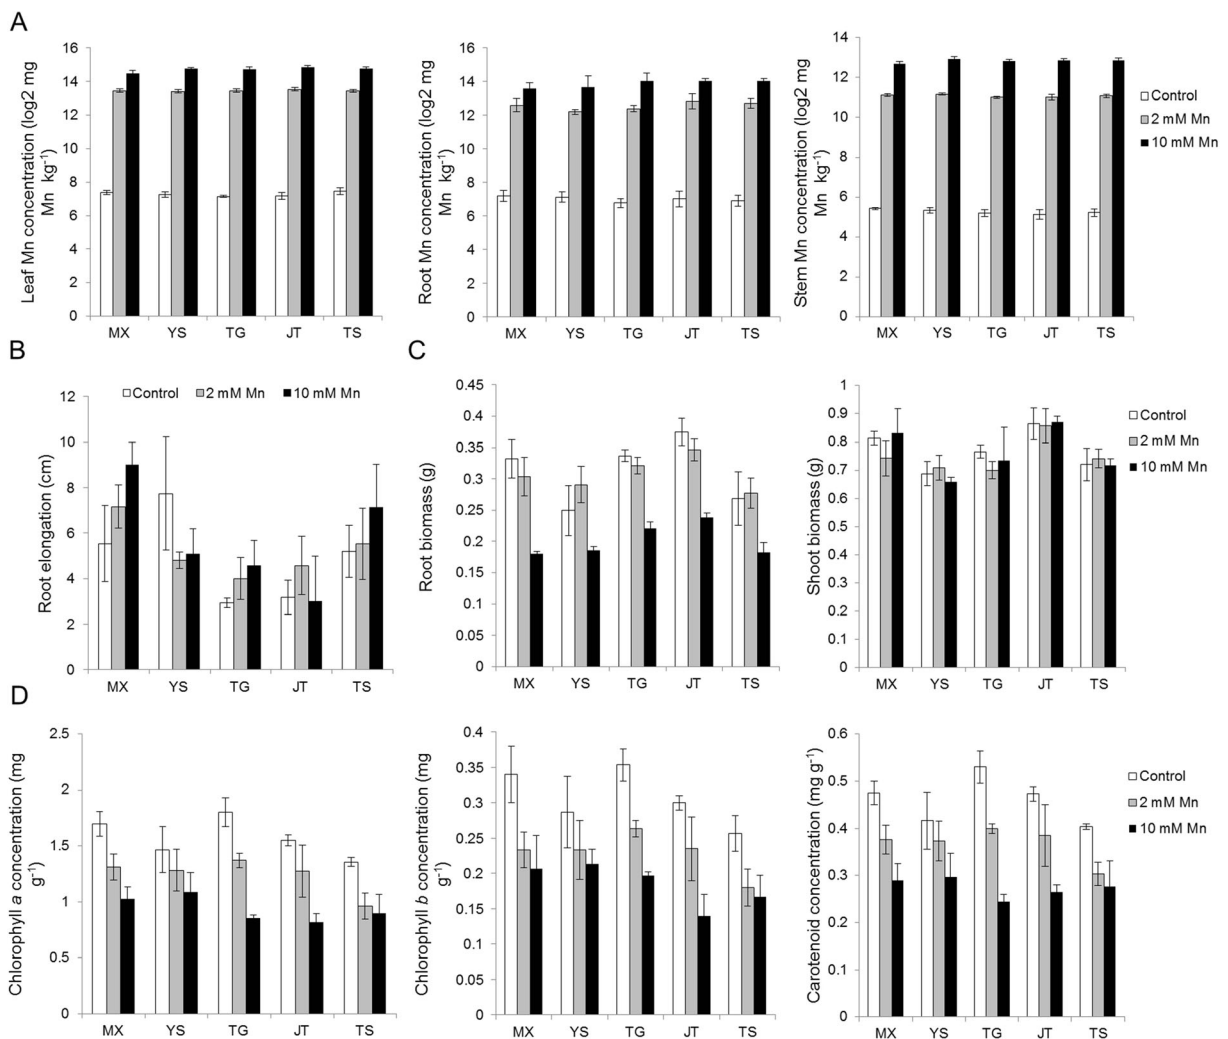 A
Leaf Mn concentration (log2 mg
Mn kg-1)
16
14
12
10
8
6
4
2
0
MX YS TG JT TS
Root Mn concentration (log2 mg
Mn kg-1)
16
14
12
10
8
6
4
2
0
MX YS TG JT TS
Stem Mn concentration (log2 mg
Mn kg-1)
14
12
10
8
6
4
2
0
MX YS TG JT TS
Control
2 mM Mn
10 mM Mn
B
Control 2 mM Mn 10 mM Mn
Root elongation (cm)
12
10
8
6
4
2
0
MX YS TG JT TS
C
Root biomass (g)
0.45
0.4
0.35
0.3
0.25
0.2
0.15
0.1
0.05
0
MX YS TG JT TS
Shoot biomass (g)
1
0.9
0.8
0.7
0.6
0.5
0.4
0.3
0.2
0.1
0
MX YS TG JT TS
Control
2 mM Mn
10 mM Mn
D
Chlorophyll a concentration (mg
g-1)
2.5
2
1.5
1
0.5
0
MX YS TG JT TS
Chlorophyll b concentration (mg
g-1)
0.4
0.35
0.3
0.25
0.2
0.15
0.1
0.05
0
MX YS TG JT TS
Carotenoid concentration (mg g-1)
0.6
0.5
0.4
0.3
0.2
0.1
0
MX YS TG JT TS
Control
2 mM Mn
10 mM Mn